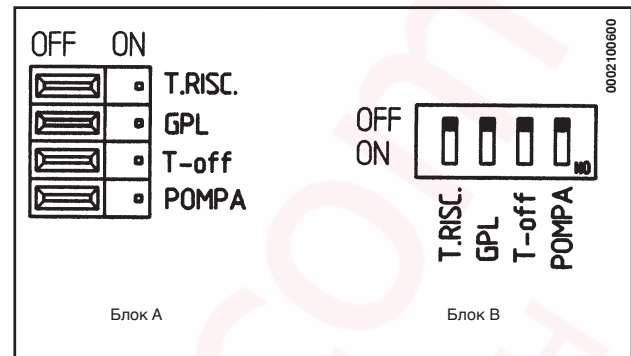 OFF ON
T.RISC.
GPL
T-off
POMPA
Блок A
0002100600
OFF
ON
T.RISC.
GPL
T-off
POMPA
Блок B